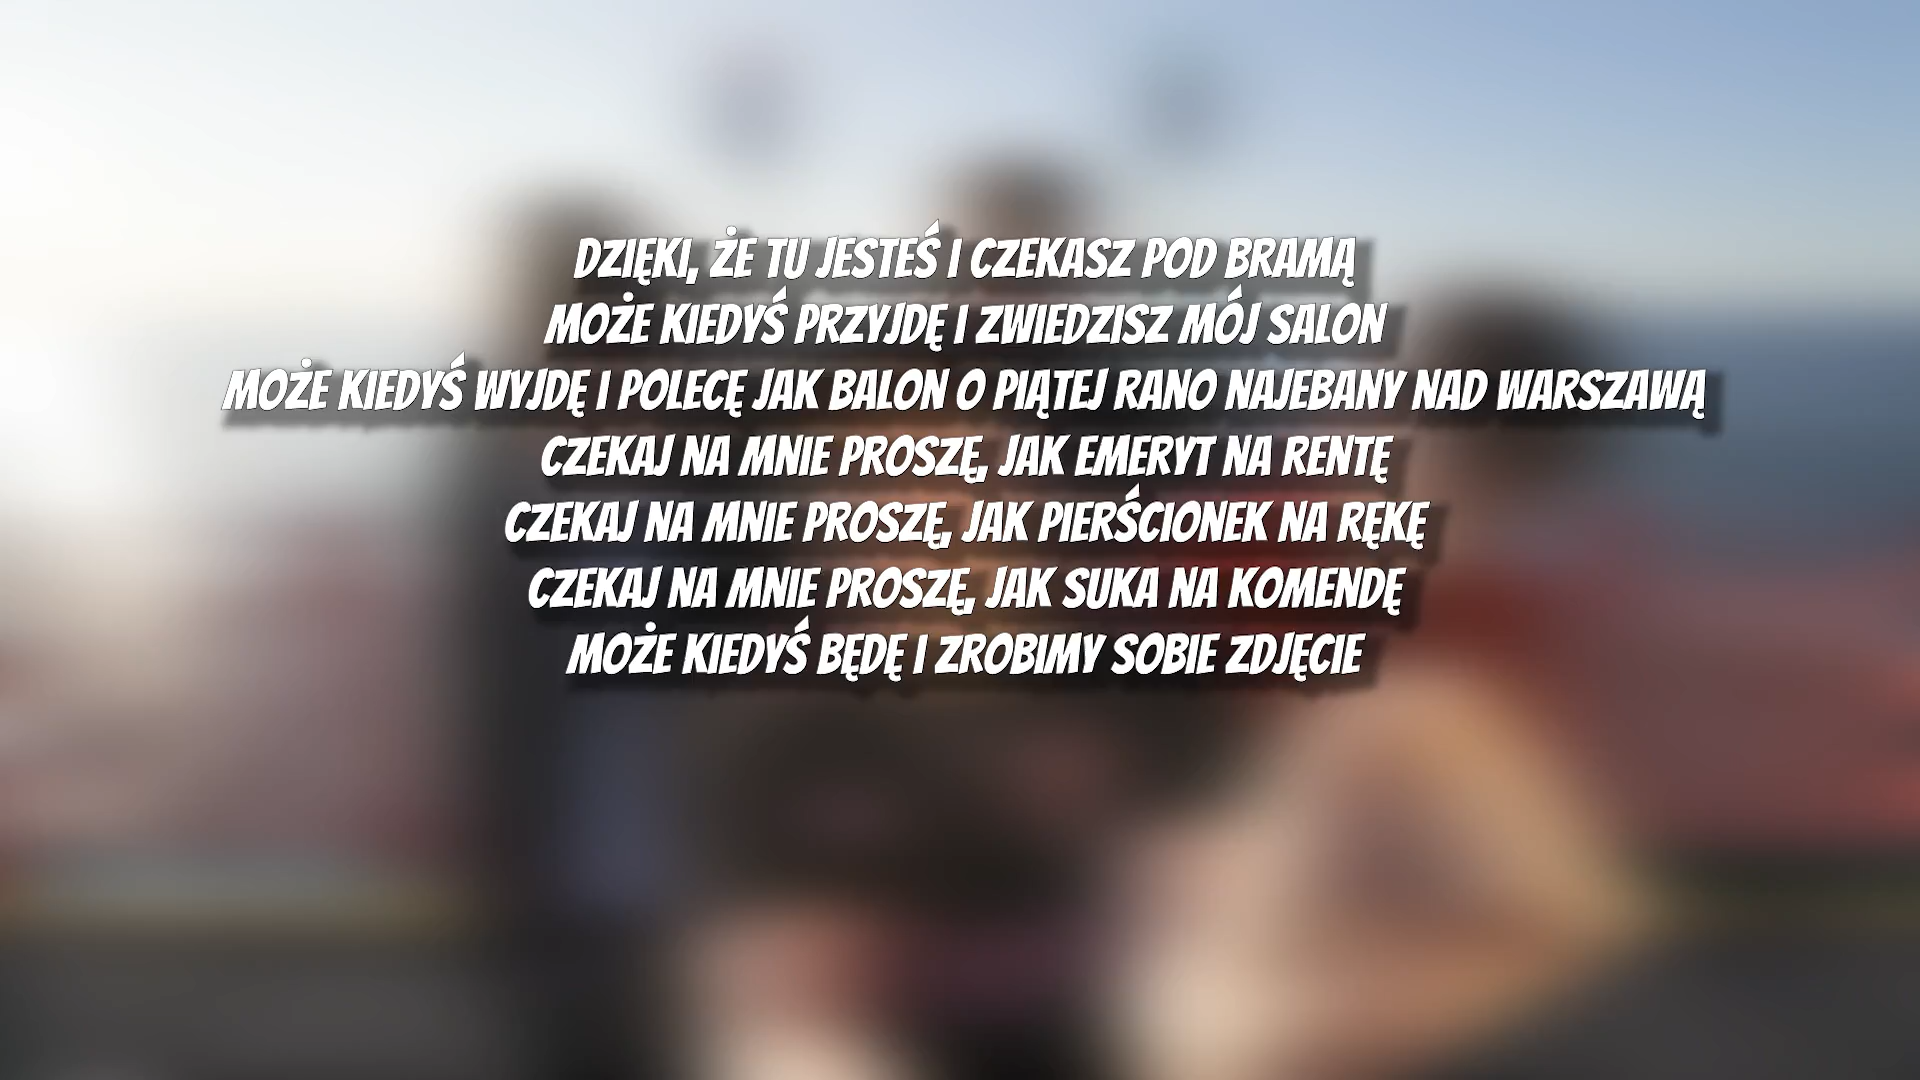 DZIĘKI, ŻE TU JESTEŚ I CZEKASZ POD BRAMĄ
MOŻE KIEDYŚ PRZYJDĘ I ZWIEDZISZ MÓJ SALON
MOŻE KIEDYŚ WYJDĘ I POLECĘ JAK BALON O PIĄTEJ RANO NAJEBANY NAD WARSZAWĄ
CZEKAJ NA MNIE PROSZĘ, JAK EMERYT NA RENTĘ
CZEKAJ NA MNIE PROSZĘ, JAK PIERŚCIONEK NA RĘKĘ
CZEKAJ NA MNIE PROSZĘ, JAK SUKA NA KOMENDĘ
MOŻE KIEDYŚ BĘDĘ I ZROBIMY SOBIE ZDJĘCIE